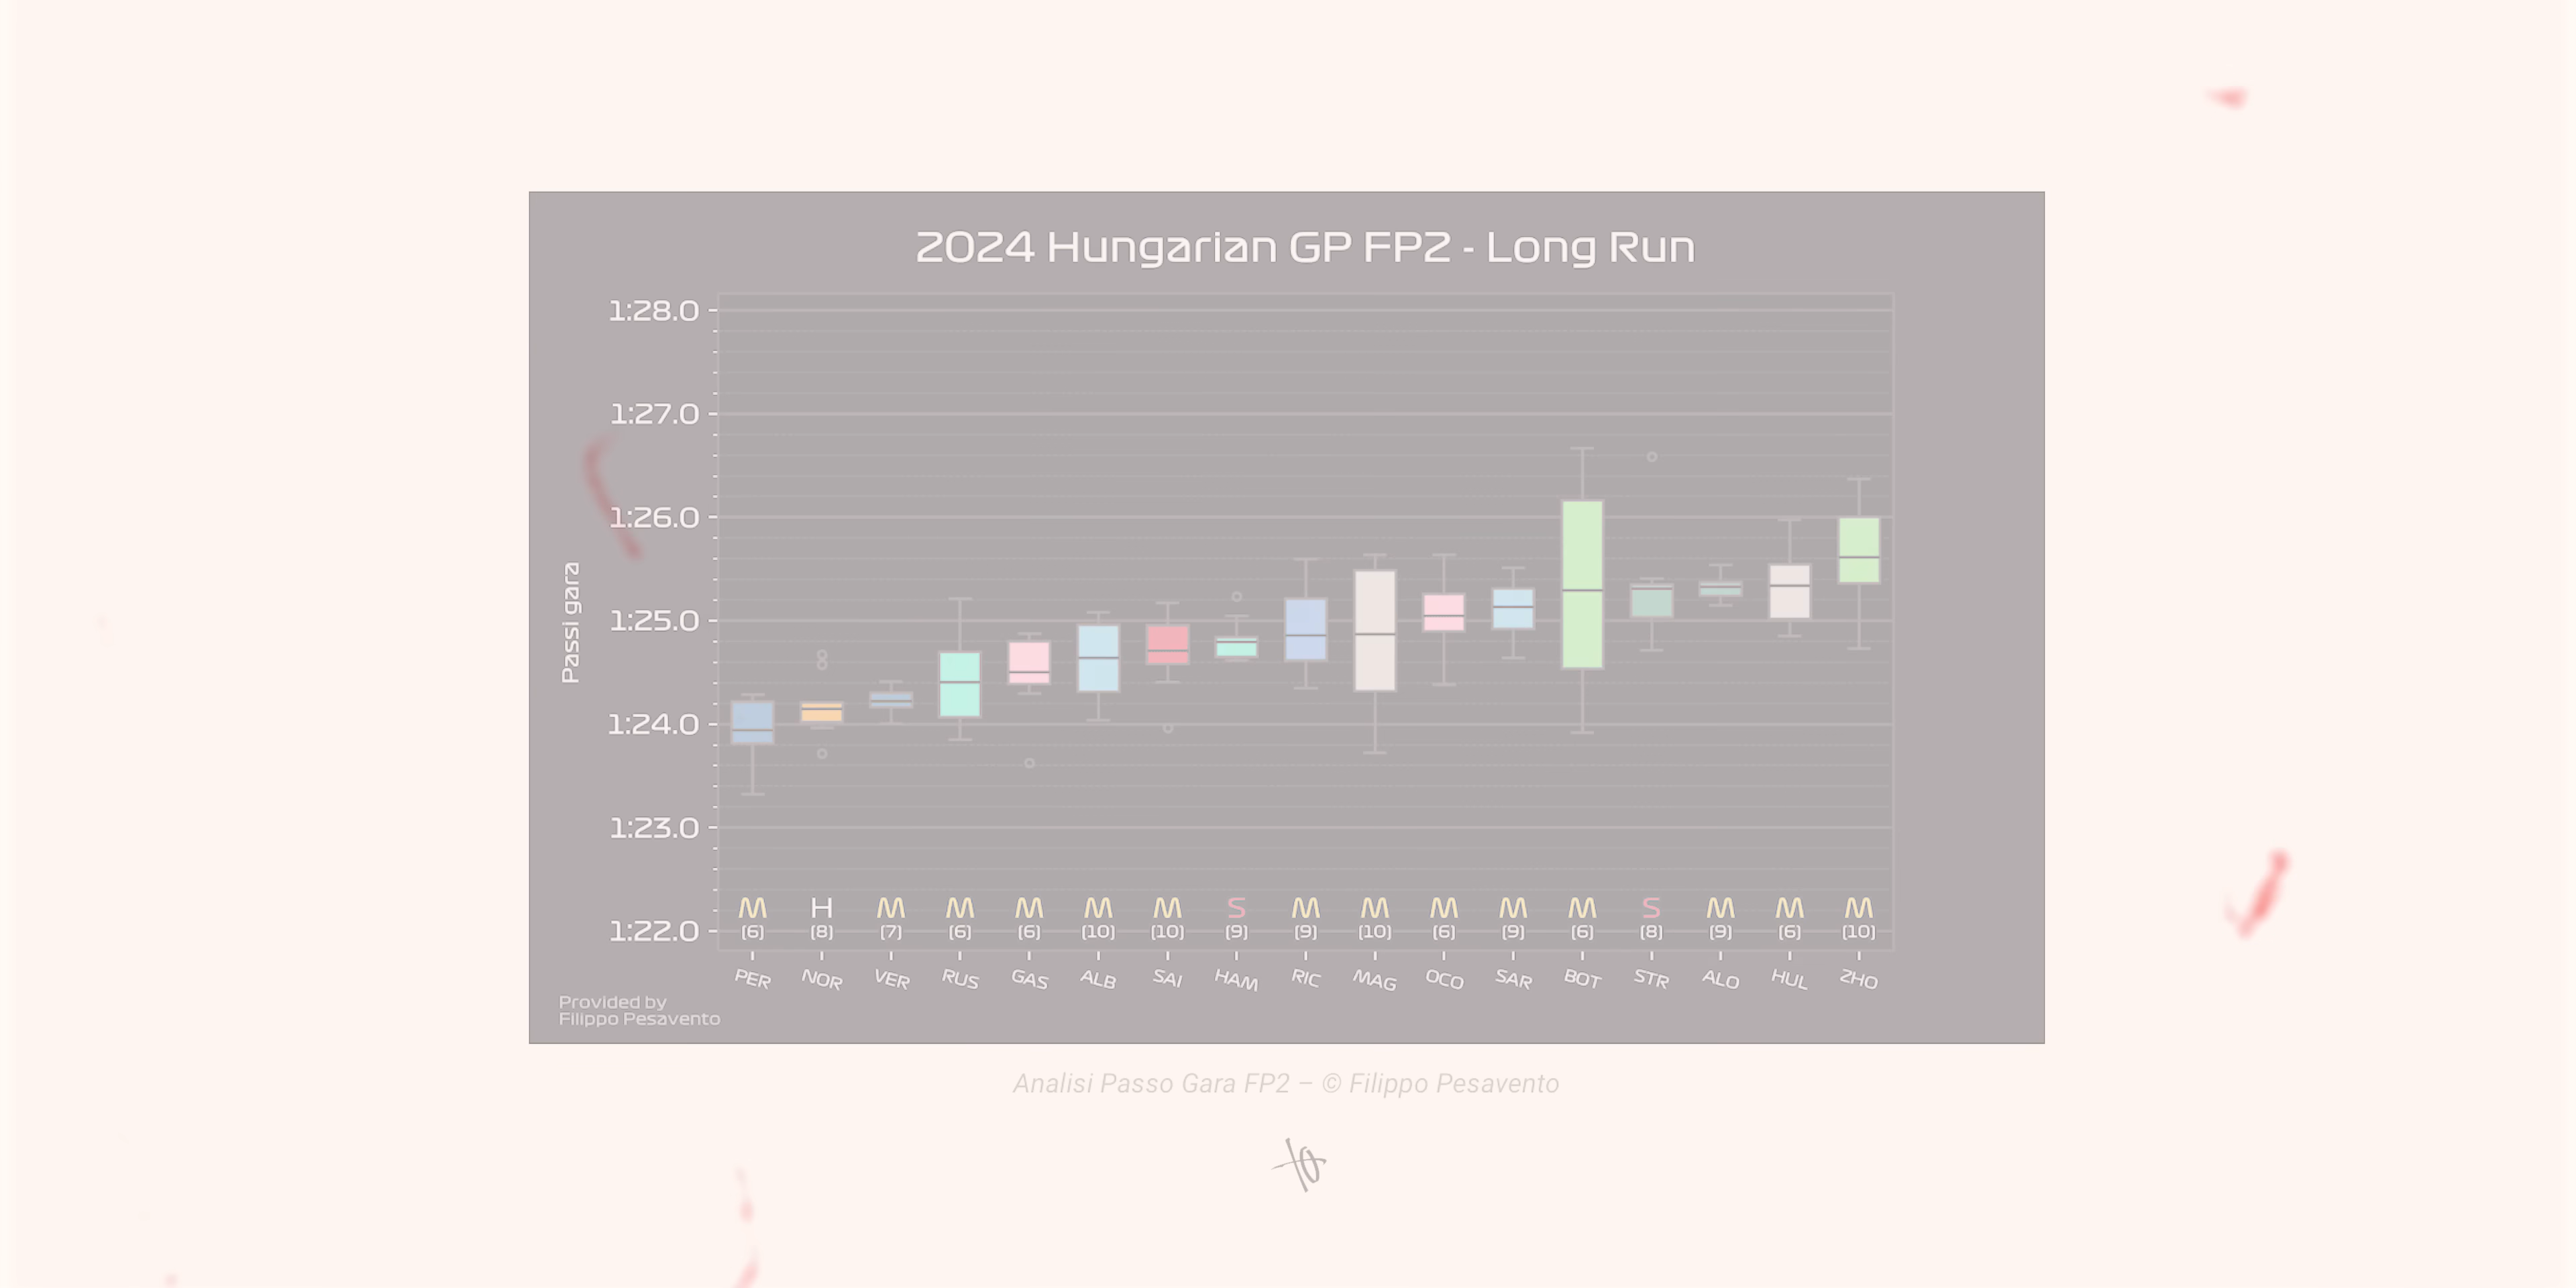 2024 Hungarian GP FP2 - Long Run
1:28.0
1:27.0
1:26.0
1:25.0
1:24.0
1:23.0
1:22.0
Passi gara
M H M M M M M S M M M M M S M M M
(6) (8) (7) (6) (6) (10) (10) (9) (9) (10) (6) (9) (6) (8) (9) (6) (10)
PER NOR VER RUS GAS ALB SAI HAM RIC MAG OCO SAR BOT STR ALO HUL ZHO
Provided by
Filippo Pesavento
Analisi Passo Gara FP2 – © Filippo Pesavento